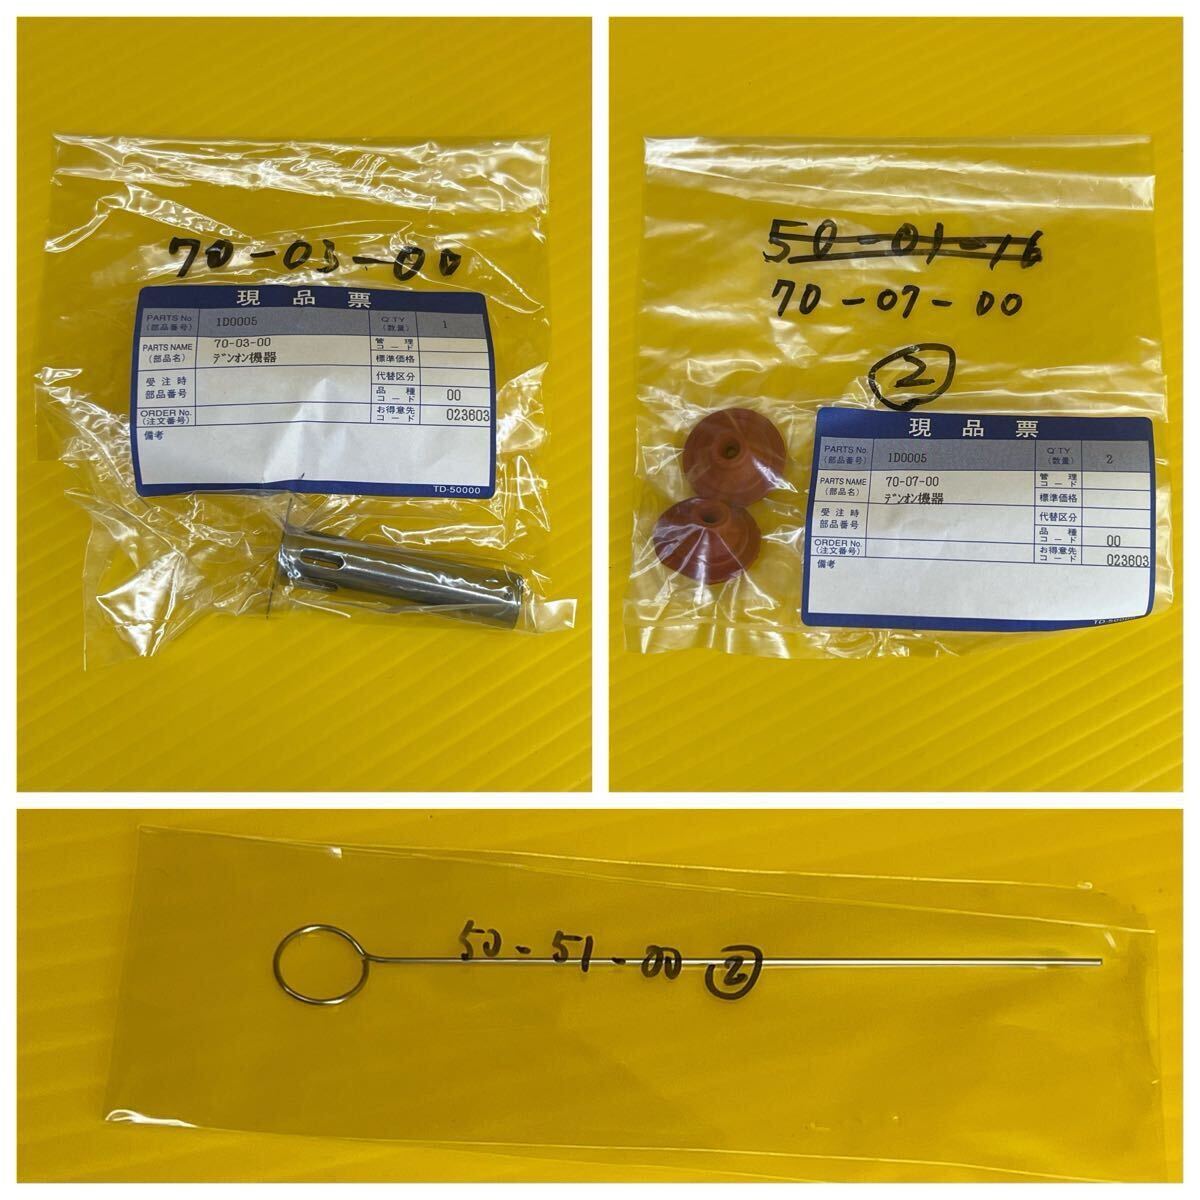 70-03-00
現品票
PARTS No. (部品番号) 1D0005 Q'TY (数量) 1
PARTS NAME (部品名) 70-03-00 デンオン機器 管理コード
標準価格
受注時部品番号 代替区分
品種コード 00
ORDER No. (注文番号) お得意先コード 023603
備考
TD-50000
50-01-16
70-07-00
2
現品票
PARTS No. (部品番号) 1D0005 Q'TY (数量) 2
PARTS NAME (部品名) 70-07-00 デンオン機器 管理コード
標準価格
受注時部品番号 代替区分
品種コード 00
ORDER No. (注文番号) お得意先コード 023603
備考
TD-50000
50-51-00 2